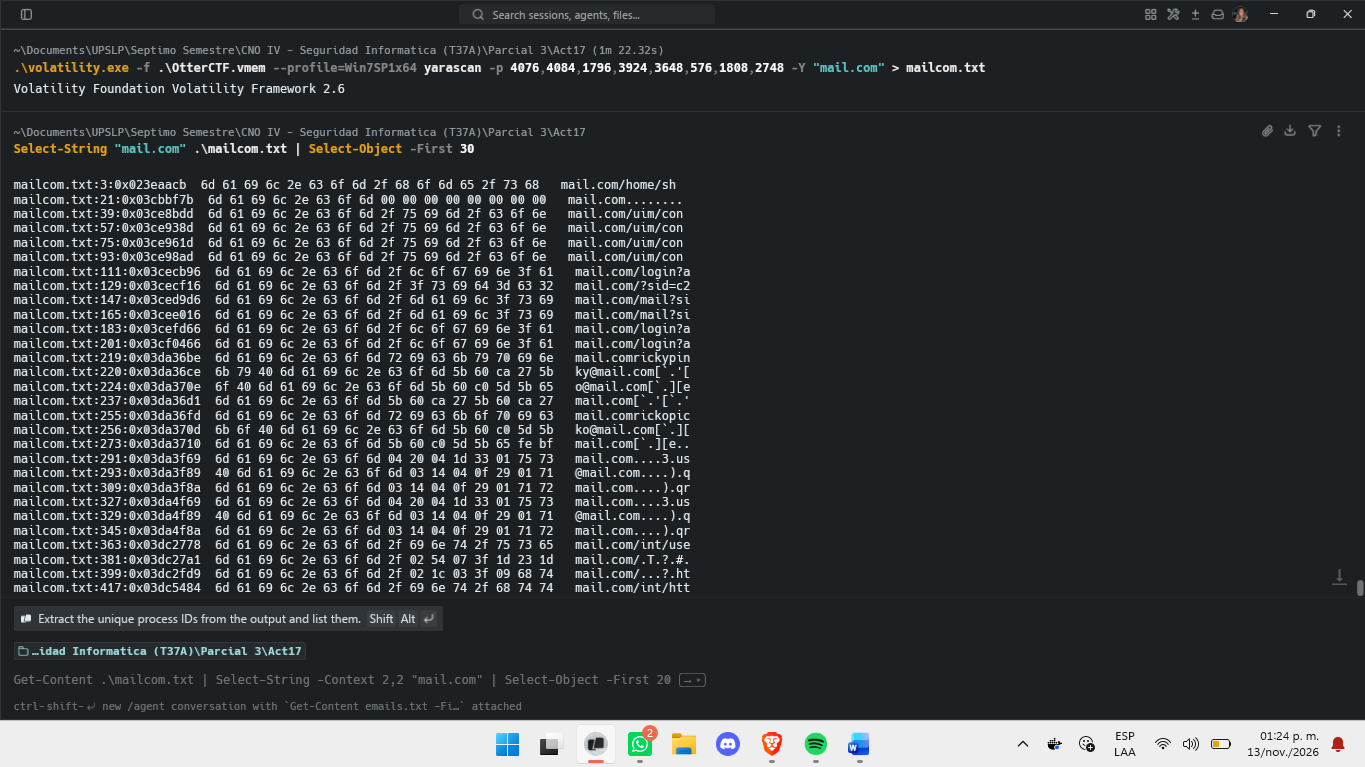 Search sessions, agents, files...
~\Documents\UPSLP\Septimo Semestre\CNO IV - Seguridad Informatica (T37A)\Parcial 3\Act17 (1m 22.32s)
.\volatility.exe -f .\OtterCTF.vmem --profile=Win7SP1x64 yarascan -p 4076,4084,1796,3924,3648,576,1808,2748 -Y "mail.com" > mailcom.txt
Volatility Foundation Volatility Framework 2.6
~\Documents\UPSLP\Septimo Semestre\CNO IV - Seguridad Informatica (T37A)\Parcial 3\Act17
Select-String "mail.com" .\mailcom.txt | Select-Object -First 30
mailcom.txt:3:0x023eaacb  6d 61 69 6c 2e 63 6f 6d 2f 68 6f 6d 65 2f 73 68   mail.com/home/sh
mailcom.txt:21:0x03cbbf7b  6d 61 69 6c 2e 63 6f 6d 00 00 00 00 00 00 00 00   mail.com........
mailcom.txt:39:0x03ce8bdd  6d 61 69 6c 2e 63 6f 6d 2f 75 69 6d 2f 63 6f 6e   mail.com/uim/con
mailcom.txt:57:0x03ce938d  6d 61 69 6c 2e 63 6f 6d 2f 75 69 6d 2f 63 6f 6e   mail.com/uim/con
mailcom.txt:75:0x03ce961d  6d 61 69 6c 2e 63 6f 6d 2f 75 69 6d 2f 63 6f 6e   mail.com/uim/con
mailcom.txt:93:0x03ce98ad  6d 61 69 6c 2e 63 6f 6d 2f 75 69 6d 2f 63 6f 6e   mail.com/uim/con
mailcom.txt:111:0x03cecb96  6d 61 69 6c 2e 63 6f 6d 2f 6c 6f 67 69 6e 3f 61   mail.com/login?a
mailcom.txt:129:0x03cecf16  6d 61 69 6c 2e 63 6f 6d 2f 3f 73 69 64 3d 63 32   mail.com/?sid=c2
mailcom.txt:147:0x03ced9d6  6d 61 69 6c 2e 63 6f 6d 2f 6d 61 69 6c 3f 73 69   mail.com/mail?si
mailcom.txt:165:0x03cee016  6d 61 69 6c 2e 63 6f 6d 2f 6d 61 69 6c 3f 73 69   mail.com/mail?si
mailcom.txt:183:0x03cefd66  6d 61 69 6c 2e 63 6f 6d 2f 6c 6f 67 69 6e 3f 61   mail.com/login?a
mailcom.txt:201:0x03cf0466  6d 61 69 6c 2e 63 6f 6d 2f 6c 6f 67 69 6e 3f 61   mail.com/login?a
mailcom.txt:219:0x03da36be  6d 61 69 6c 2e 63 6f 6d 72 69 63 6b 79 70 69 6e   mail.comrickypin
mailcom.txt:220:0x03da36ce  6b 79 40 6d 61 69 6c 2e 63 6f 6d 5b 60 ca 27 5b   ky@mail.com[`.'[
mailcom.txt:224:0x03da370e  6f 40 6d 61 69 6c 2e 63 6f 6d 5b 60 c0 5d 5b 65   o@mail.com[`.][e
mailcom.txt:237:0x03da36d1  6d 61 69 6c 2e 63 6f 6d 5b 60 ca 27 5b 60 ca 27   mail.com[`.'[`.'
mailcom.txt:255:0x03da36fd  6d 61 69 6c 2e 63 6f 6d 72 69 63 6b 6f 70 69 63   mail.comrickopic
mailcom.txt:256:0x03da370d  6b 6f 40 6d 61 69 6c 2e 63 6f 6d 5b 60 c0 5d 5b   ko@mail.com[`.][
mailcom.txt:273:0x03da3710  6d 61 69 6c 2e 63 6f 6d 5b 60 c0 5d 5b 65 fe bf   mail.com[`.][e..
mailcom.txt:291:0x03da3f69  6d 61 69 6c 2e 63 6f 6d 04 20 04 1d 33 01 75 73   mail.com....3.us
mailcom.txt:293:0x03da3f89  40 6d 61 69 6c 2e 63 6f 6d 03 14 04 0f 29 01 71   @mail.com....).q
mailcom.txt:309:0x03da3f8a  6d 61 69 6c 2e 63 6f 6d 03 14 04 0f 29 01 71 72   mail.com....).qr
mailcom.txt:327:0x03da4f69  6d 61 69 6c 2e 63 6f 6d 04 20 04 1d 33 01 75 73   mail.com....3.us
mailcom.txt:329:0x03da4f89  40 6d 61 69 6c 2e 63 6f 6d 03 14 04 0f 29 01 71   @mail.com....).q
mailcom.txt:345:0x03da4f8a  6d 61 69 6c 2e 63 6f 6d 03 14 04 0f 29 01 71 72   mail.com....).qr
mailcom.txt:363:0x03dc2778  6d 61 69 6c 2e 63 6f 6d 2f 69 6e 74 2f 75 73 65   mail.com/int/use
mailcom.txt:381:0x03dc27a1  6d 61 69 6c 2e 63 6f 6d 2f 02 54 07 3f 1d 23 1d   mail.com/.T.?.#.
mailcom.txt:399:0x03dc2fd9  6d 61 69 6c 2e 63 6f 6d 2f 02 1c 03 3f 09 68 74   mail.com/...?.ht
mailcom.txt:417:0x03dc5484  6d 61 69 6c 2e 63 6f 6d 2f 69 6e 74 2f 68 74 74   mail.com/int/htt
Extract the unique process IDs from the output and list them. Shift Alt ↵
…idad Informatica (T37A)\Parcial 3\Act17
Get-Content .\mailcom.txt | Select-String -Context 2,2 "mail.com" | Select-Object -First 20
ctrl-shift-↵ new /agent conversation with `Get-Content emails.txt -Fi…` attached
2
ESP
LAA
01:24 p. m.
13/nov./2026